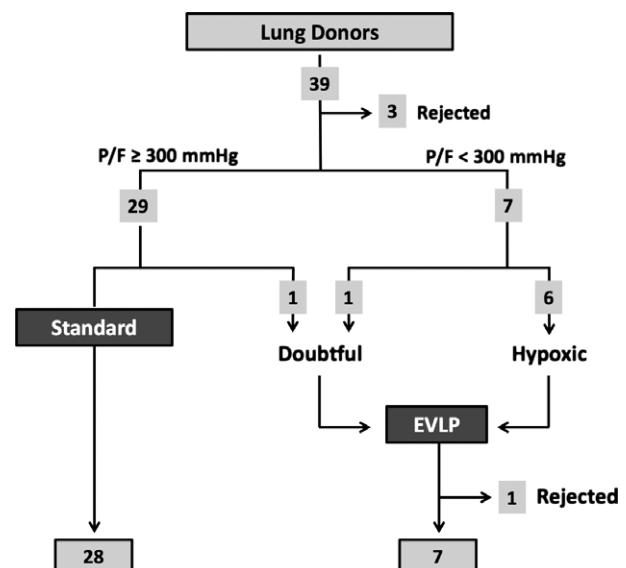 Lung Donors
39
3 Rejected
P/F ≥ 300 mmHg
P/F < 300 mmHg
29
7
1
1
6
Standard
Doubtful
Hypoxic
EVLP
1 Rejected
28
7